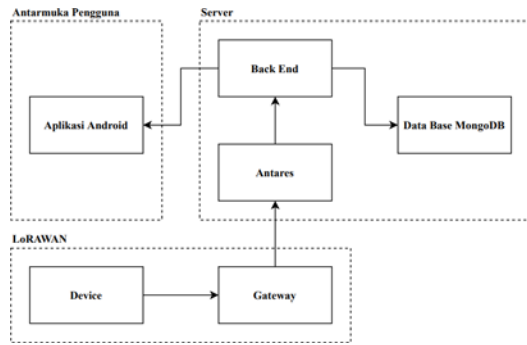 Antarmuka Pengguna
Server
Back End
Aplikasi Android
Data Base MongoDB
Antares
LoRAWAN
Device
Gateway